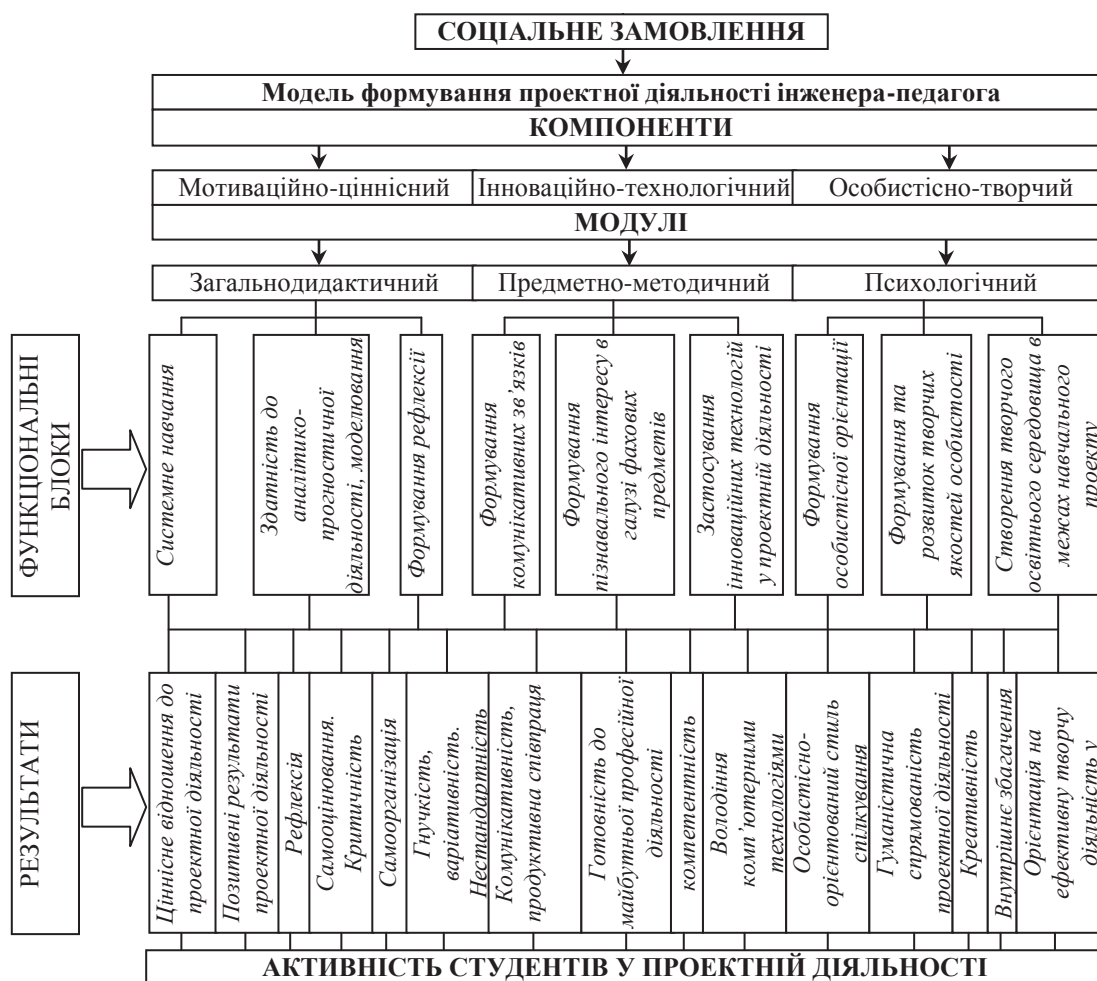 СОЦІАЛЬНЕ ЗАМОВЛЕННЯ
Модель формування проектної діяльності інженера-педагога
КОМПОНЕНТИ
Мотиваційно-ціннісний
Інноваційно-технологічний
Особистісно-творчий
МОДУЛІ
Загальнодидактичний
Предметно-методичний
Психологічний
ФУНКЦІОНАЛЬНІ
БЛОКИ
Системне навчання
Здатність до
аналітико-
прогностичної
діяльності, моделювання
Формування рефлексії
Формування
комунікативних зв’язків
Формування
пізнавального інтересу в
галузі фахових
предметів
Застосування
інноваційних технологій
у проектній діяльності
Формування
особистісної орієнтації
Формування та
розвиток творчих
якостей особистості
Створення творчого
освітнього середовища в
межах навчального
проекту
РЕЗУЛЬТАТИ
Ціннісне відношення до
проектної діяльності
Позитивні результати
проектної діяльності
Рефлексія
Самооцінювання.
Критичність
Самоорганізація
Гнучкість,
варіативність.
Нестандартність
Комунікативність,
продуктивна співпраця
Готовність до
майбутньої професійної
діяльності
компетентність
Володіння
комп’ютерними
технологіями
Особистісно-
орієнтований стиль
спілкування
Гуманістична
спрямованість
проектної діяльності
Креативність
Внутрішнє збагачення
Орієнтація на
ефективну творчу
діяльність у
АКТИВНІСТЬ СТУДЕНТІВ У ПРОЕКТНІЙ ДІЯЛЬНОСТІ